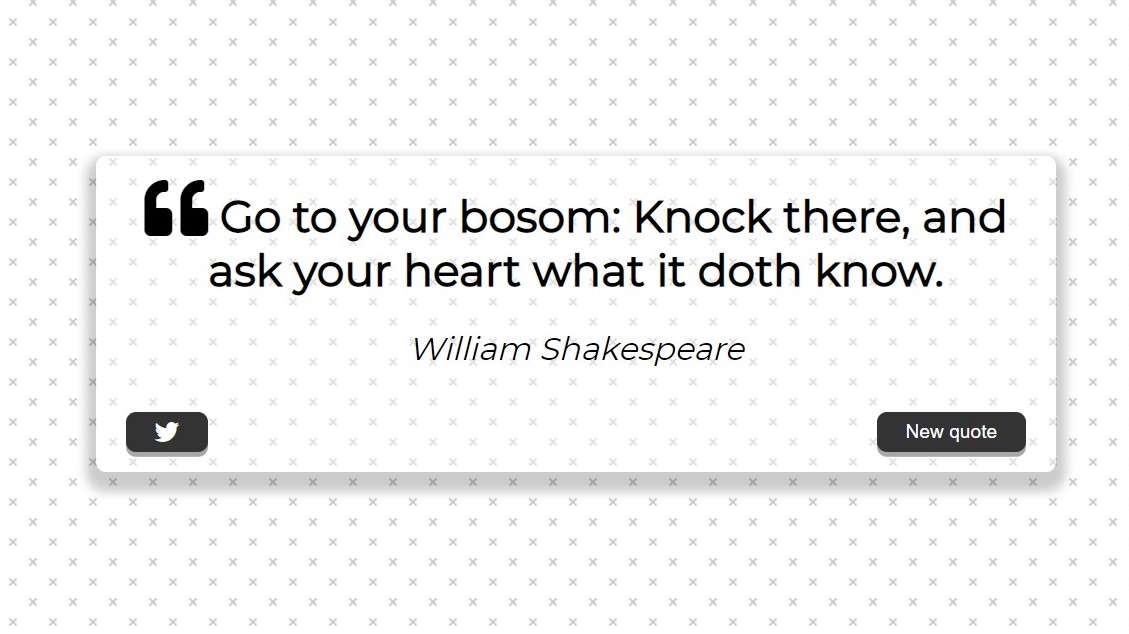 Go to your bosom: Knock there, and
ask your heart what it doth know.
William Shakespeare
New quote